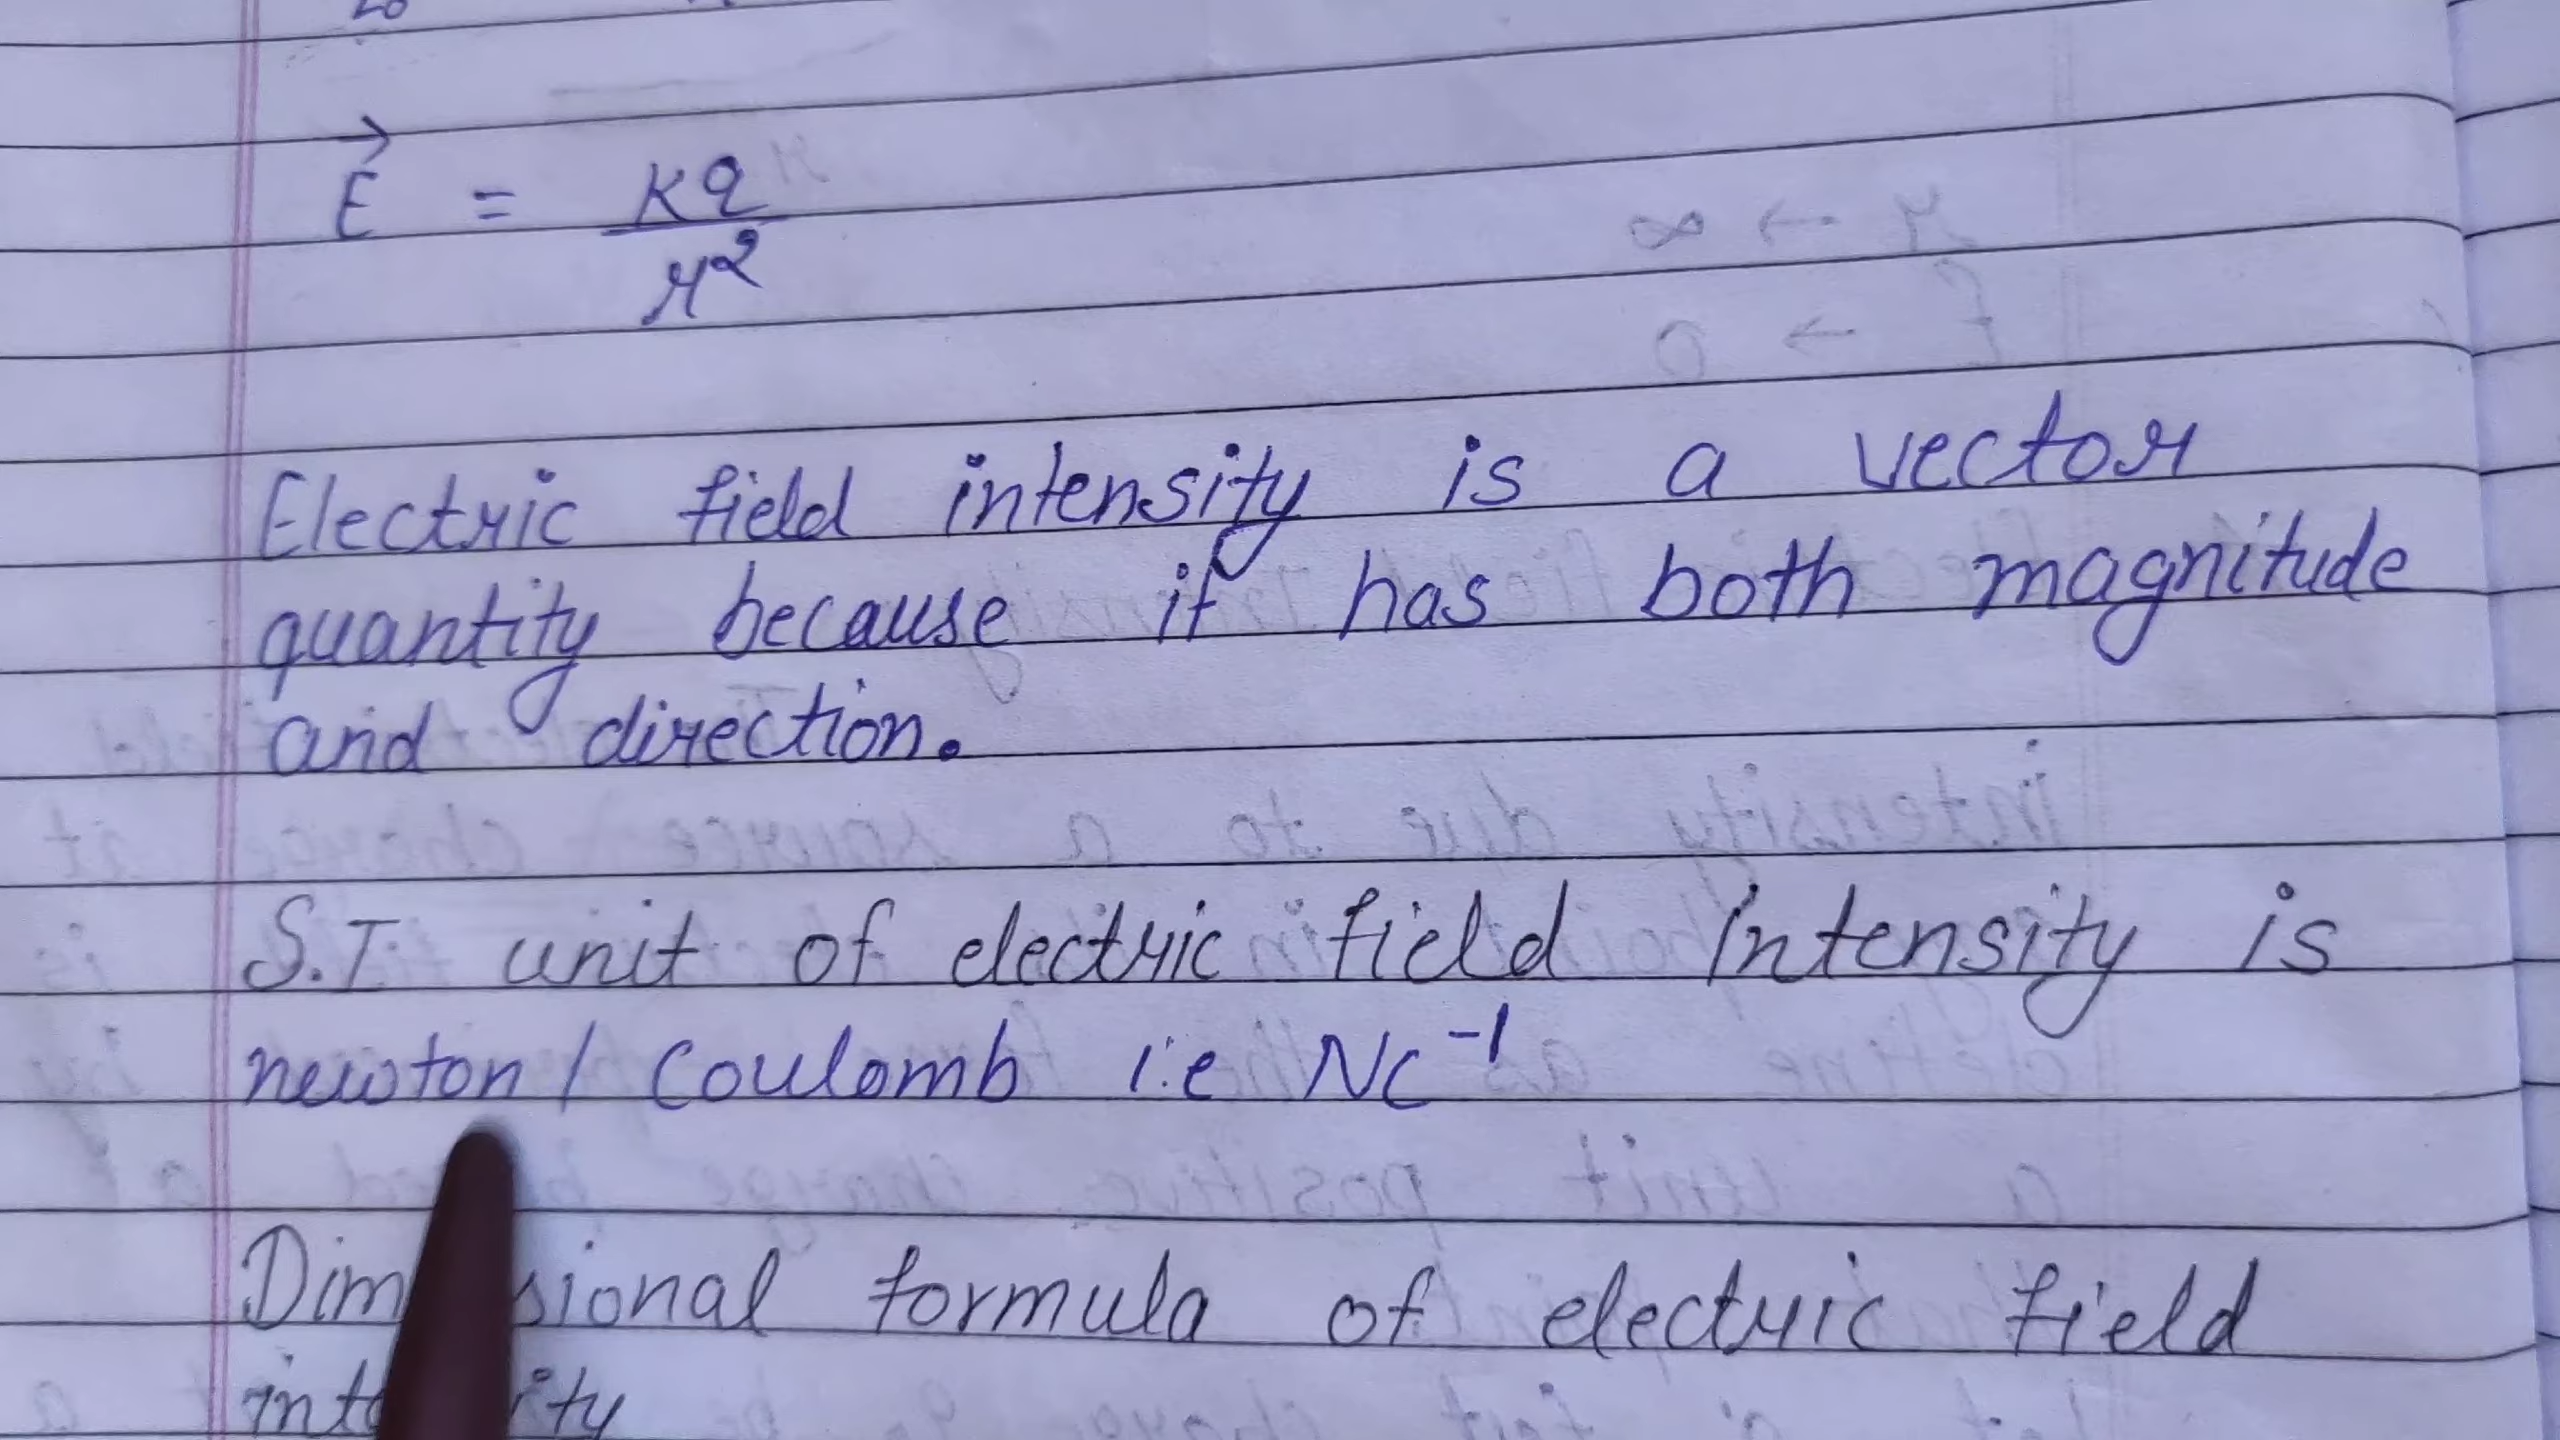 E⃗ = Kq/r²
Electric field intensity is a vector
quantity because it has both magnitude
and direction.
S.I unit of electric field intensity is
newton / Coulomb i.e NC⁻¹
formula of electric field